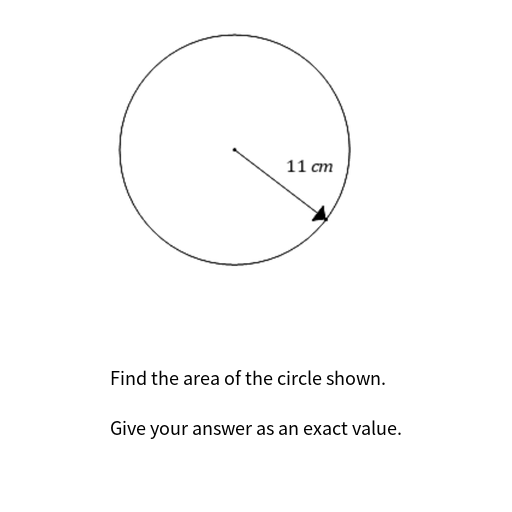 11 cm
Find the area of the circle shown.
Give your answer as an exact value.